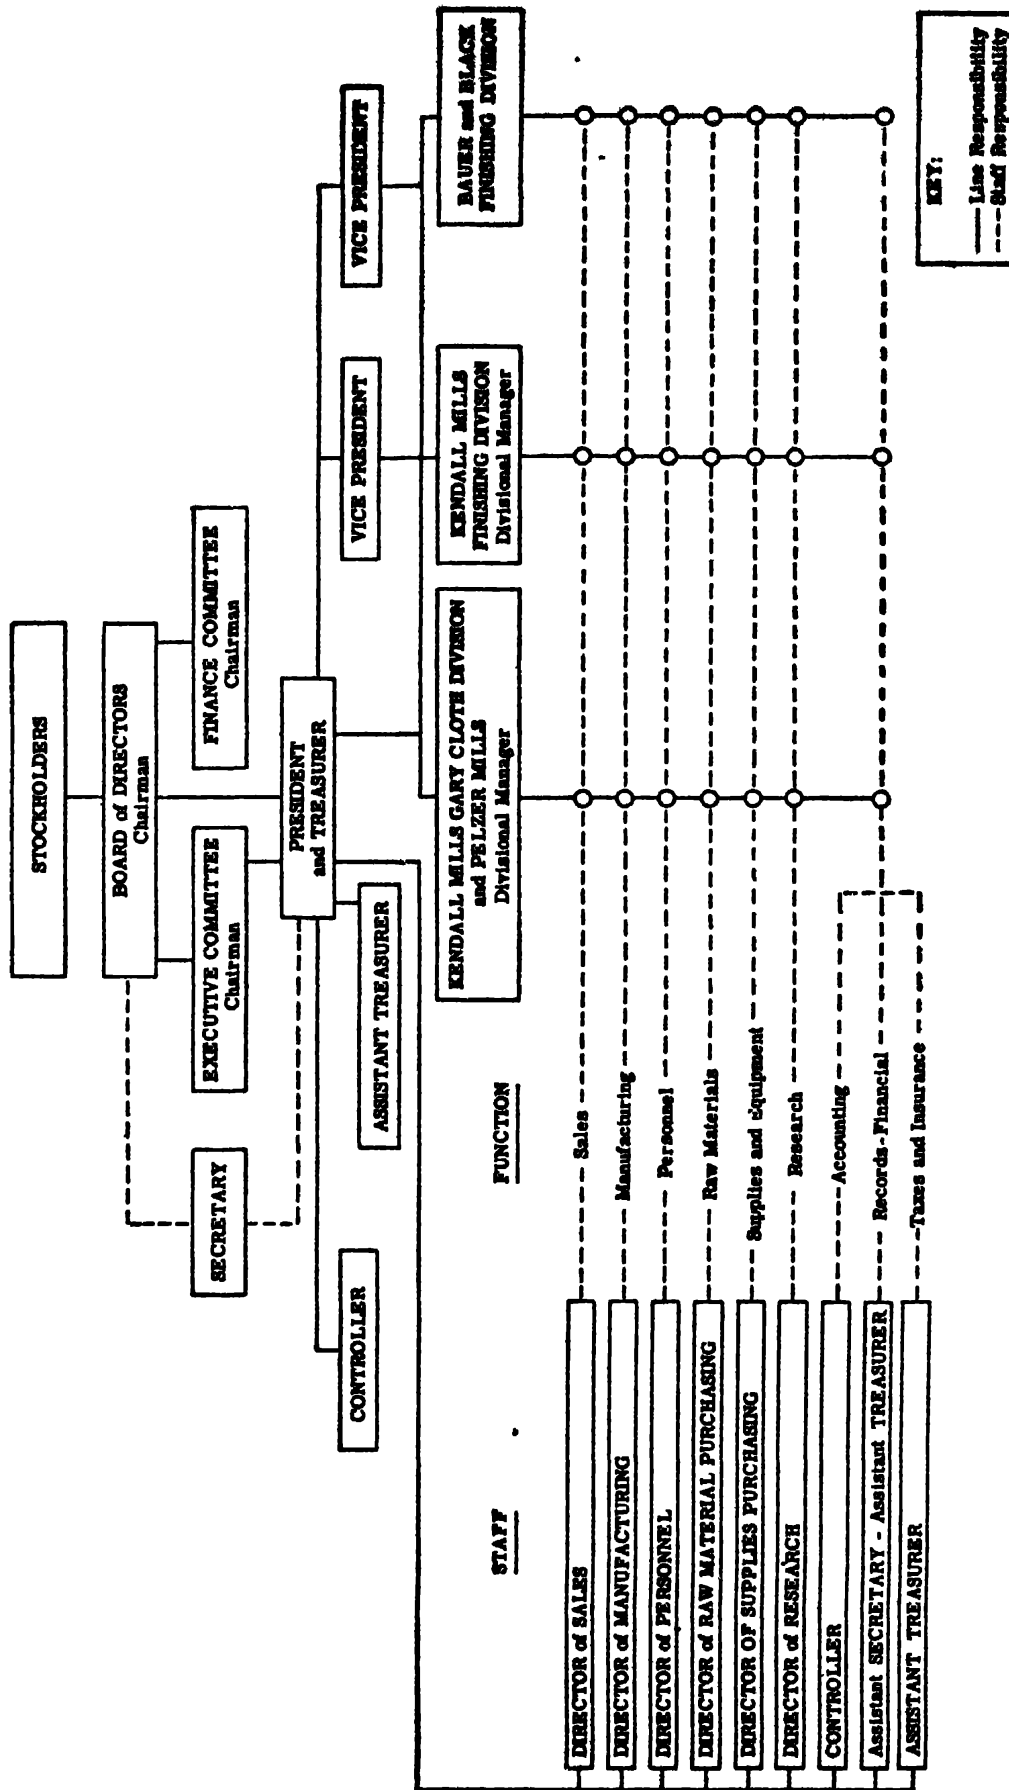 STOCKHOLDERS
BOARD of DIRECTORS
Chairman
SECRETARY
EXECUTIVE COMMITTEE
Chairman
FINANCE COMMITTEE
Chairman
PRESIDENT
and TREASURER
CONTROLLER
ASSISTANT TREASURER
VICE PRESIDENT
VICE PRESIDENT
KENDALL MILLS GARY CLOTH DIVISION
and PELZER MILLS
Divisional Manager
KENDALL MILLS
FINISHING DIVISION
Divisional Manager
BAUER and BLACK
FINISHING DIVISION
STAFF
FUNCTION
DIRECTOR of SALES
Sales
DIRECTOR of MANUFACTURING
Manufacturing
DIRECTOR of PERSONNEL
Personnel
DIRECTOR of RAW MATERIAL PURCHASING
Raw Materials
DIRECTOR OF SUPPLIES PURCHASING
Supplies and equipment
DIRECTOR of RESEARCH
Research
CONTROLLER
Accounting
Assistant SECRETARY - Assistant TREASURER
Records-Financial
ASSISTANT TREASURER
Taxes and Insurance
KEY:
Line Responsibility
Staff Responsibility